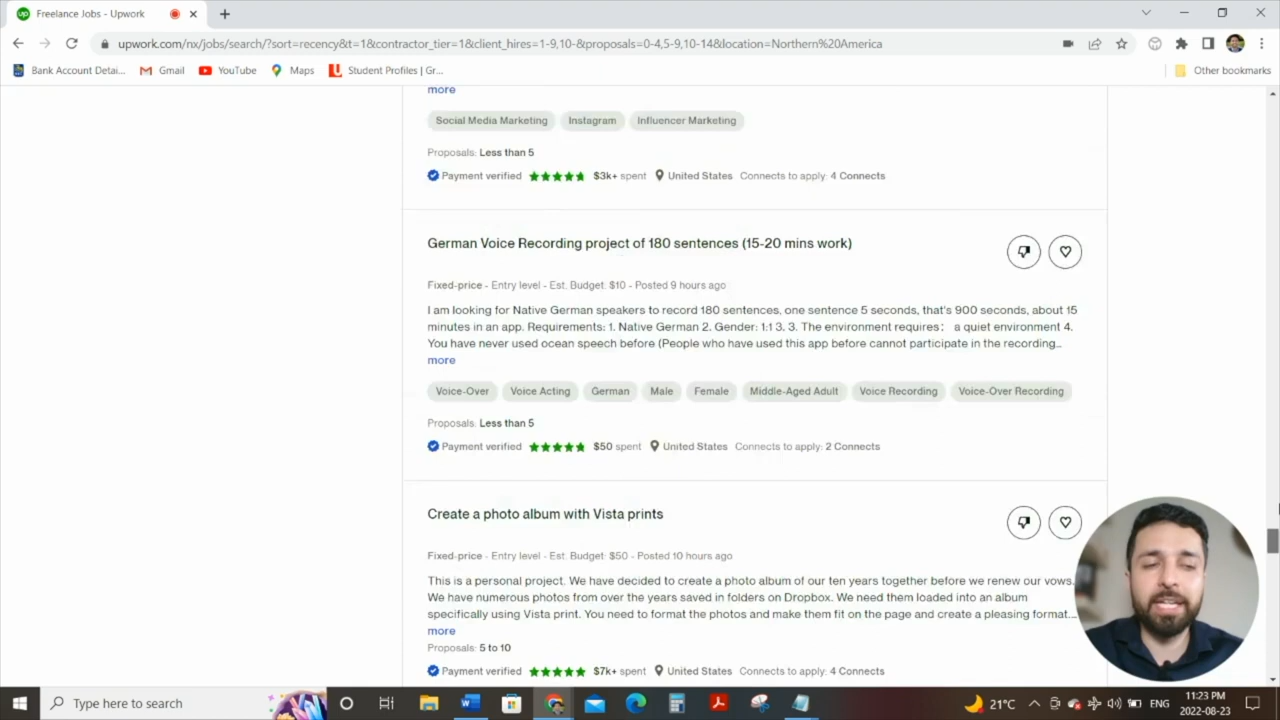 Freelance Jobs - Upwork
upwork.com/nx/jobs/search/?sort=recency&t=1&contractor_tier=1&client_hires=1-9,10-&proposals=0-4,5-9,10-14&location=Northern%20America
Bank Account Detai...
Gmail
YouTube
Maps
Student Profiles | Gr...
Other bookmarks
more
Social Media Marketing
Instagram
Influencer Marketing
Proposals: Less than 5
Payment verified $3k+ spent United States Connects to apply: 4 Connects
German Voice Recording project of 180 sentences (15-20 mins work)
Fixed-price - Entry level - Est. Budget: $10 - Posted 9 hours ago
I am looking for Native German speakers to record 180 sentences, one sentence 5 seconds, that's 900 seconds, about 15
minutes in an app. Requirements: 1. Native German 2. Gender: 1:1 3. 3. The environment requires： a quiet environment 4.
You have never used ocean speech before (People who have used this app before cannot participate in the recording...
more
Voice-Over
Voice Acting
German
Male
Female
Middle-Aged Adult
Voice Recording
Voice-Over Recording
Proposals: Less than 5
Payment verified $50 spent United States Connects to apply: 2 Connects
Create a photo album with Vista prints
Fixed-price - Entry level - Est. Budget: $50 - Posted 10 hours ago
This is a personal project. We have decided to create a photo album of our ten years together before we renew our vows.
We have numerous photos from over the years saved in folders on Dropbox. We need them loaded into an album
specifically using Vista print. You need to format the photos and make them fit on the page and create a pleasing format...
more
Proposals: 5 to 10
Payment verified $7k+ spent United States Connects to apply: 4 Connects
Type here to search
21°C
ENG
11:23 PM
2022-08-23